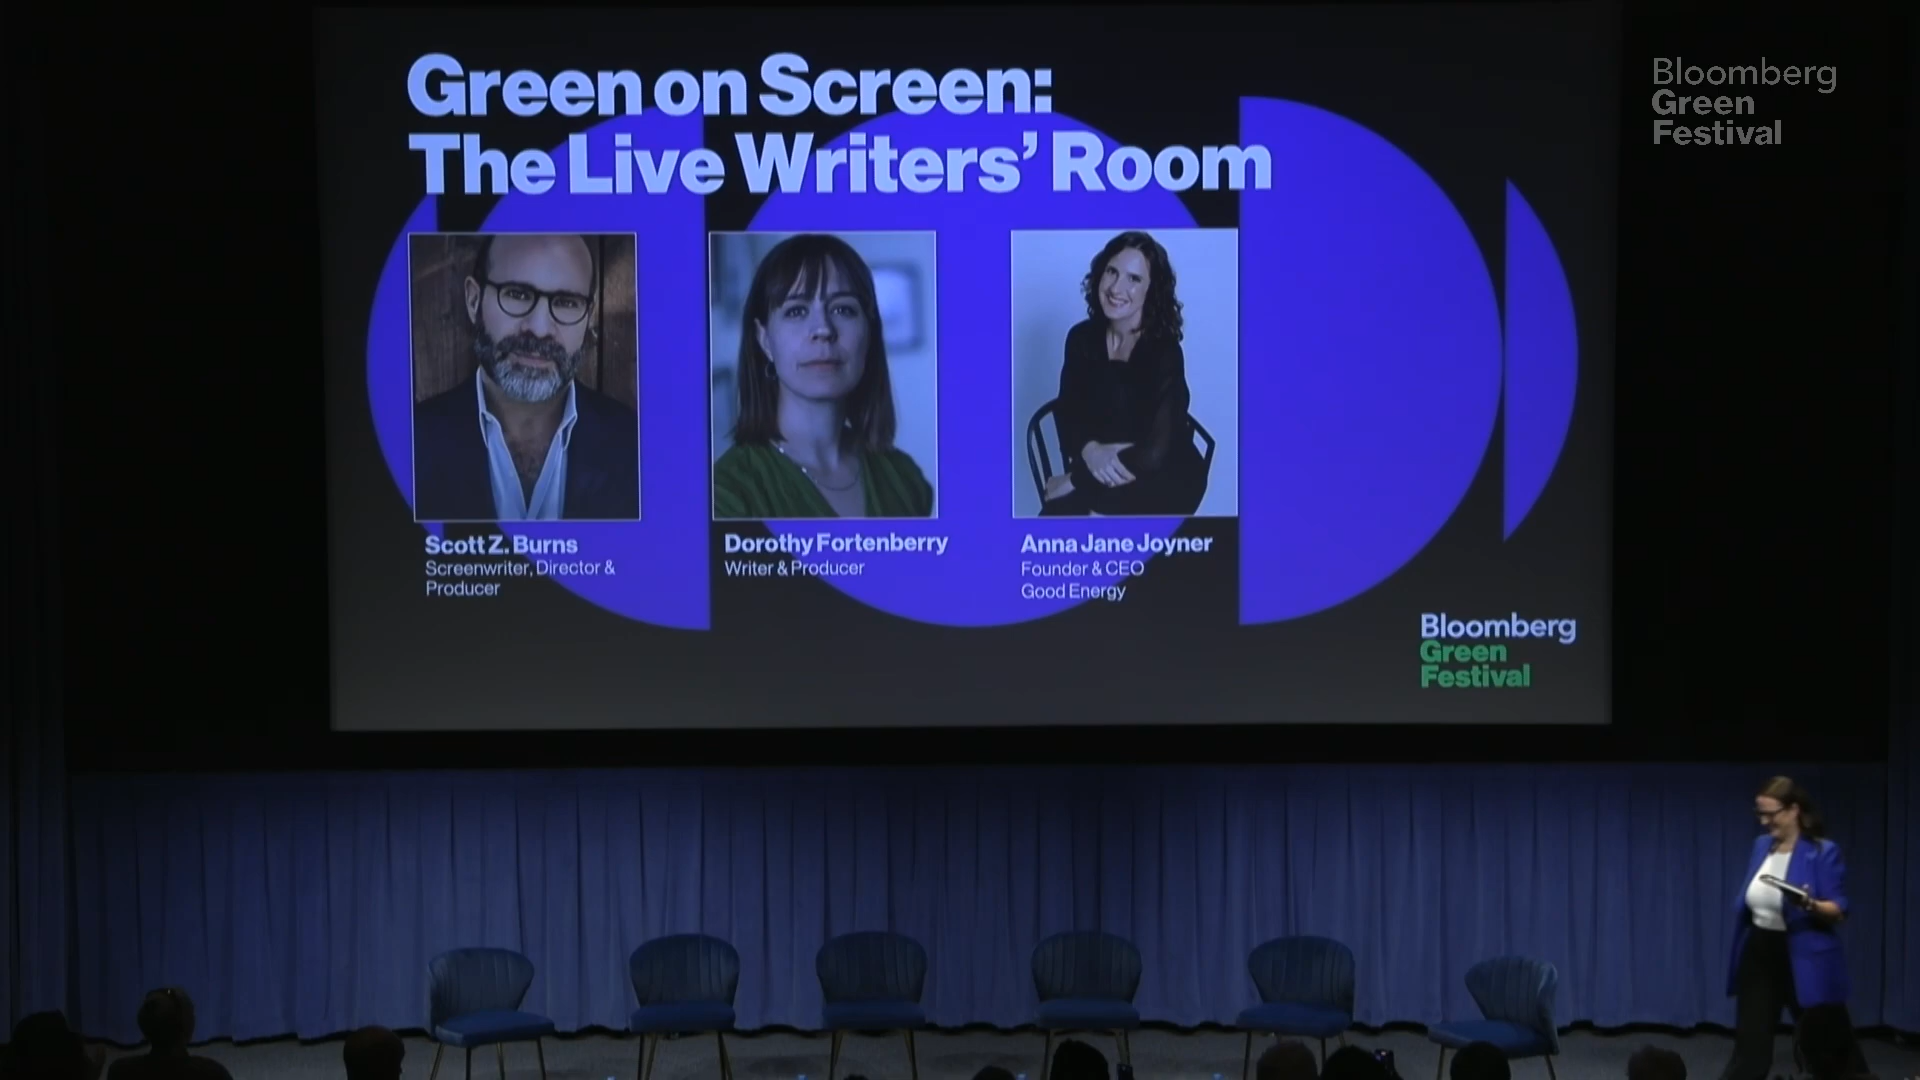 Green on Screen:
The Live Writers’ Room
Scott Z. Burns
Screenwriter, Director &
Producer
Dorothy Fortenberry
Writer & Producer
Anna Jane Joyner
Founder & CEO
Good Energy
Bloomberg
Green
Festival
Bloomberg
Green
Festival